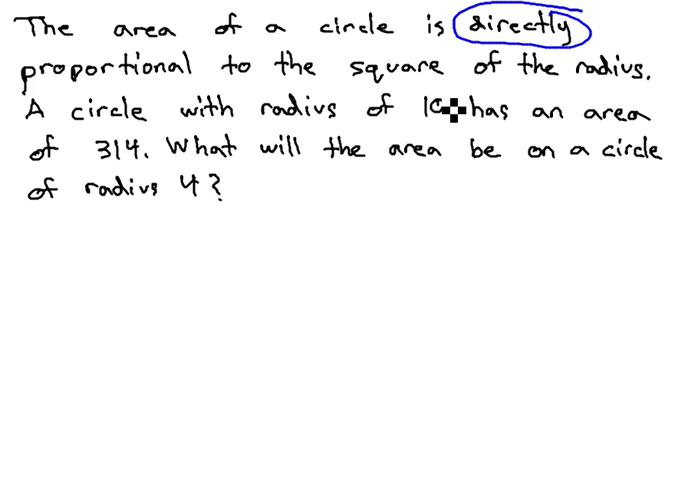 The area of a circle is directly
proportional to the square of the radius.
A circle with radius of 10 has an area
of 314. What will the area be on a circle
of radius 4?